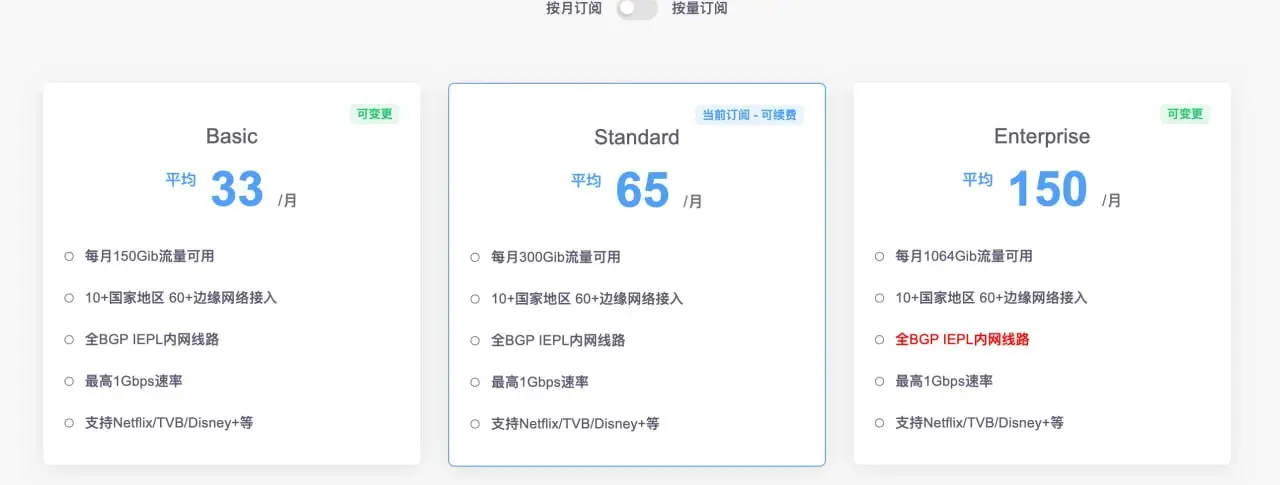 按月订阅 按量订阅
可变更
Basic
平均 33 /月
每月150Gib流量可用
10+国家地区 60+边缘网络接入
全BGP IEPL内网线路
最高1Gbps速率
支持Netflix/TVB/Disney+等
当前订阅 - 可续费
Standard
平均 65 /月
每月300Gib流量可用
10+国家地区 60+边缘网络接入
全BGP IEPL内网线路
最高1Gbps速率
支持Netflix/TVB/Disney+等
可变更
Enterprise
平均 150 /月
每月1064Gib流量可用
10+国家地区 60+边缘网络接入
全BGP IEPL内网线路
最高1Gbps速率
支持Netflix/TVB/Disney+等